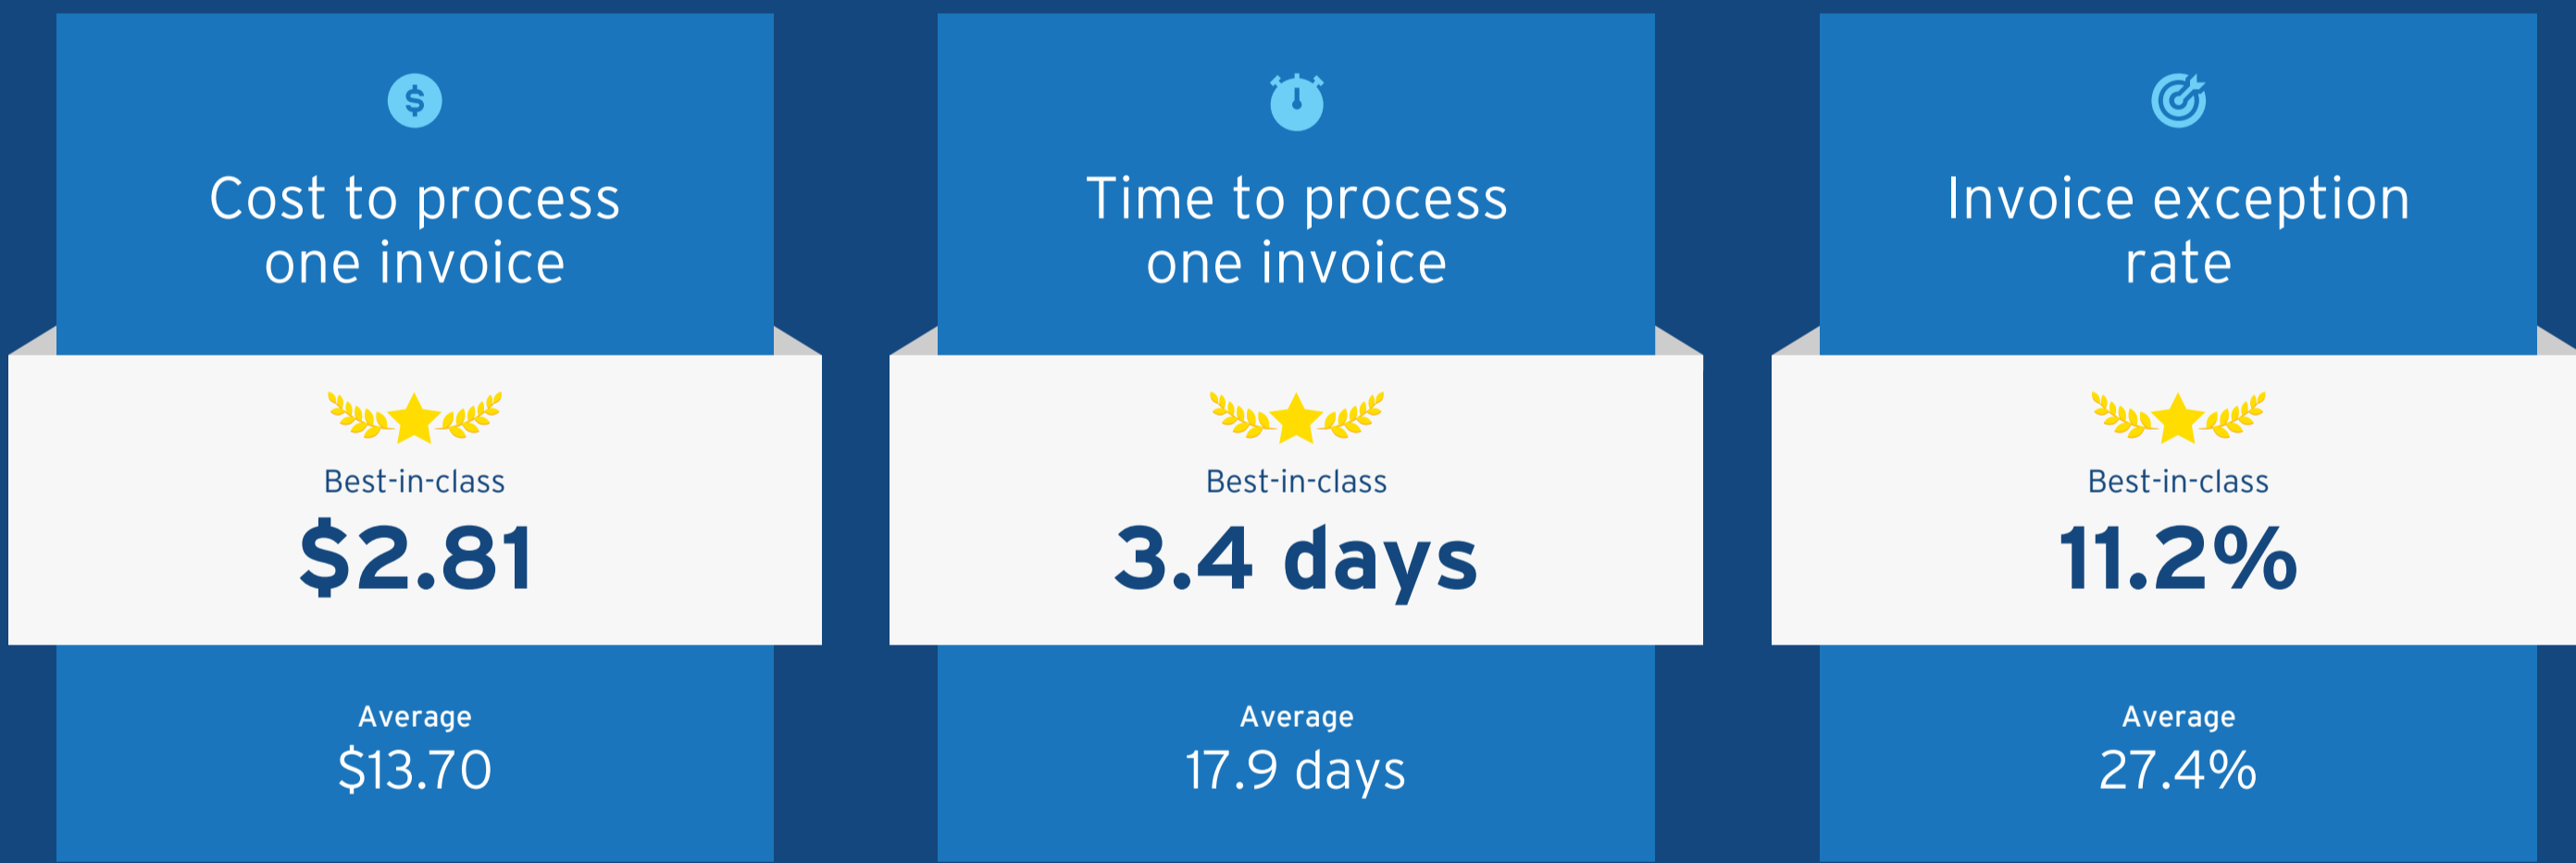 Cost to process
one invoice
Best-in-class
$2.81
Average
$13.70
Time to process
one invoice
Best-in-class
3.4 days
Average
17.9 days
Invoice exception
rate
Best-in-class
11.2%
Average
27.4%